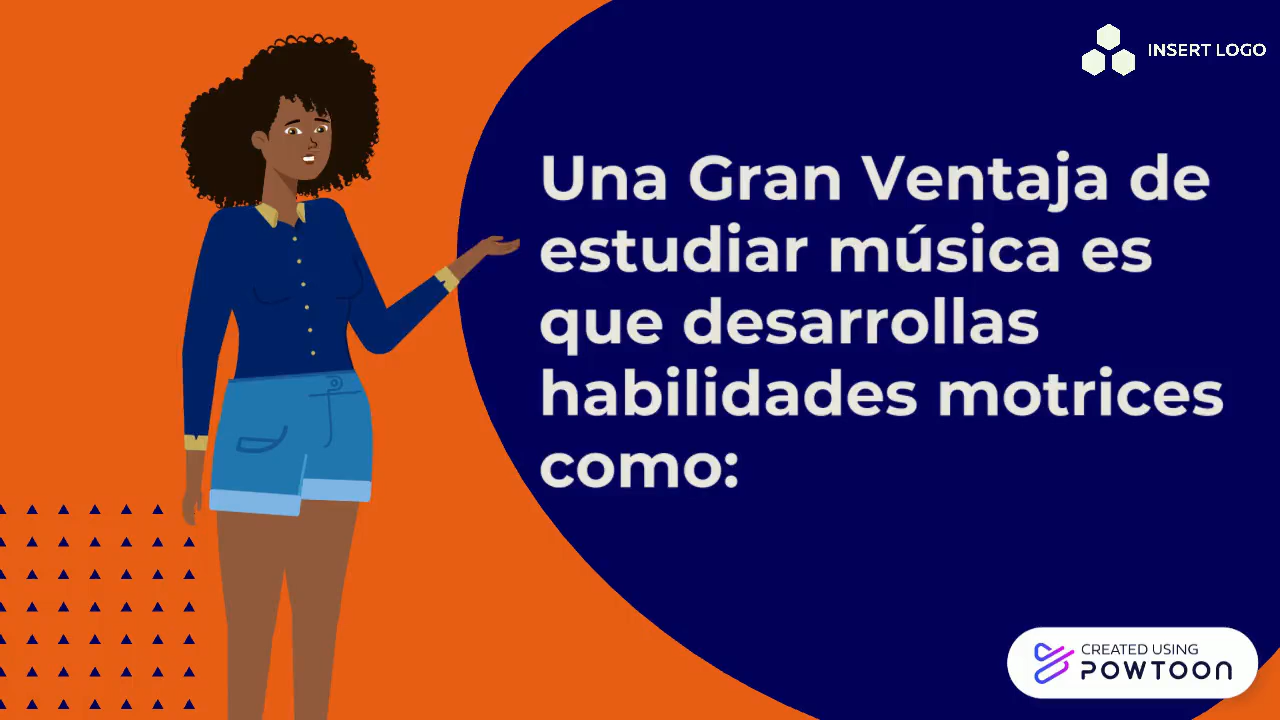 INSERT LOGO
Una Gran Ventaja de
estudiar música es
que desarrollas
habilidades motrices
como:
CREATED USING
POWTOON